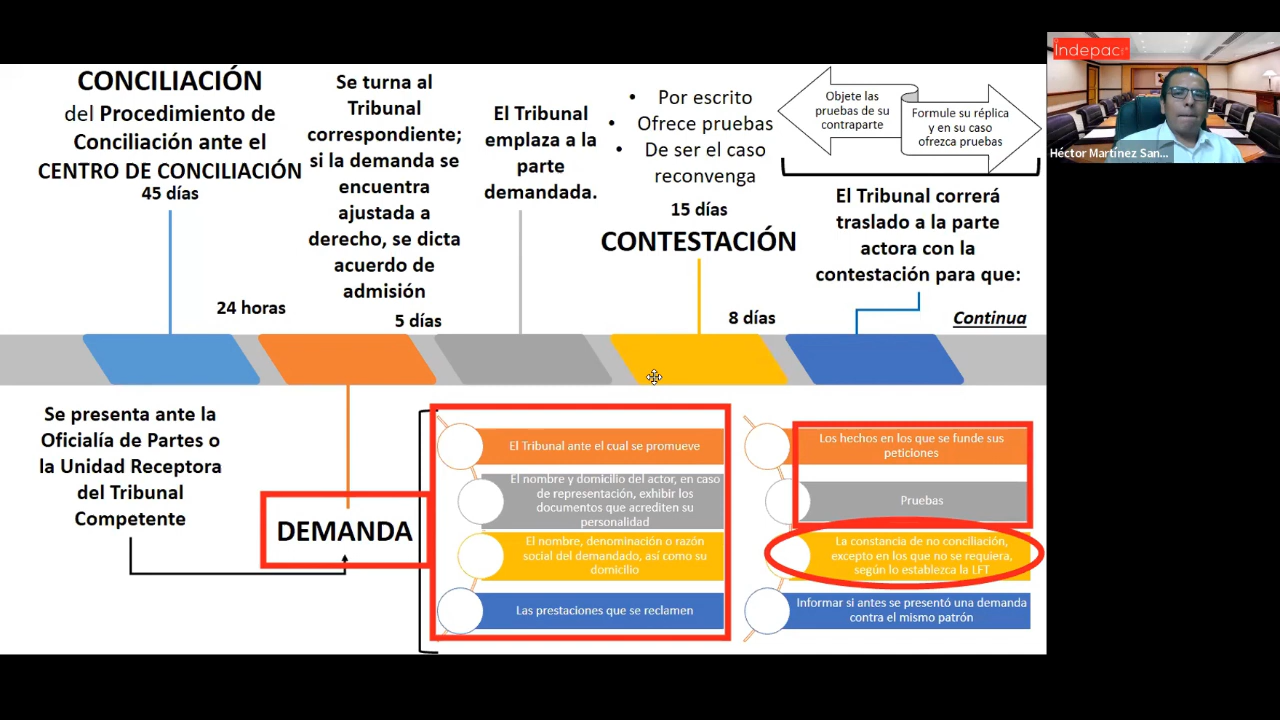 CONCILIACIÓN
del Procedimiento de
Conciliación ante el
CENTRO DE CONCILIACIÓN
45 días
24 horas
Se turna al
Tribunal
correspondiente;
si la demanda se
encuentra
ajustada a
derecho, se dicta
acuerdo de
admisión
5 días
El Tribunal
emplaza a la
parte
demandada.
• Por escrito
• Ofrece pruebas
• De ser el caso
reconvenga
15 días
CONTESTACIÓN
8 días
Objete las
pruebas de su
contraparte
Formule su réplica
y en su caso
ofrezca pruebas
El Tribunal correrá
traslado a la parte
actora con la
contestación para que:
Continua
Se presenta ante la
Oficialía de Partes o
la Unidad Receptora
del Tribunal
Competente
DEMANDA
El Tribunal ante el cual se promueve
El nombre y domicilio del actor, en caso
de representación, exhibir los
documentos que acrediten su
personalidad
El nombre, denominación o razón
social del demandado, así como su
domicilio
Las prestaciones que se reclamen
Los hechos en los que se funde sus
peticiones
Pruebas
La constancia de no conciliación,
excepto en los que no se requiera,
según lo establezca la LFT
Informar si antes se presentó una demanda
contra el mismo patrón
Indepac
Héctor Martínez San...